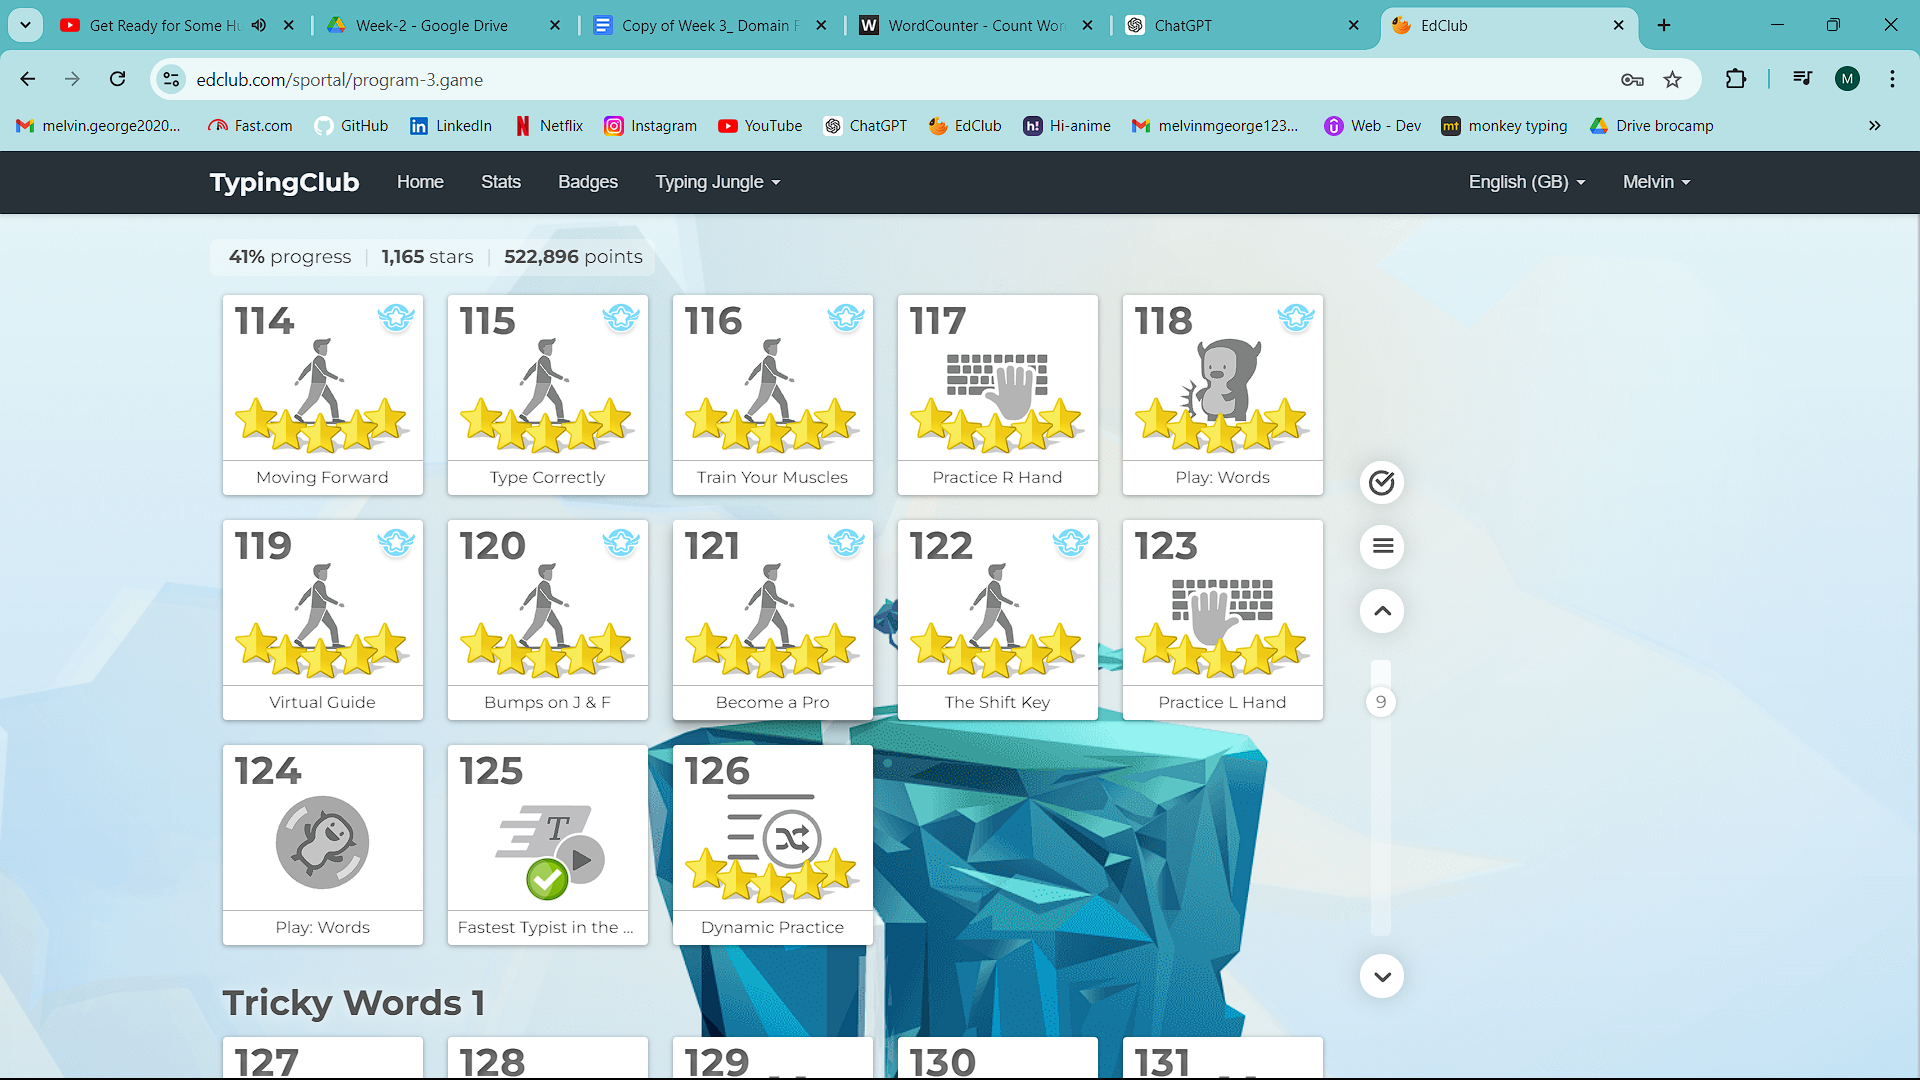 Get Ready for Some Hu
Week-2 - Google Drive
Copy of Week 3_ Domain F
WordCounter - Count Wor
ChatGPT
EdClub
edclub.com/sportal/program-3.game
M
melvin.george2020...
Fast.com
GitHub
LinkedIn
Netflix
Instagram
YouTube
ChatGPT
EdClub
Hi-anime
melvinmgeorge123...
Web - Dev
monkey typing
Drive brocamp
TypingClub
Home
Stats
Badges
Typing Jungle
English (GB)
Melvin
41% progress
1,165 stars
522,896 points
114
Moving Forward
115
Type Correctly
116
Train Your Muscles
117
Practice R Hand
118
Play: Words
119
Virtual Guide
120
Bumps on J & F
121
Become a Pro
122
The Shift Key
123
Practice L Hand
9
124
Play: Words
125
T
Fastest Typist in the ...
126
Dynamic Practice
Tricky Words 1
127
128
129
130
131